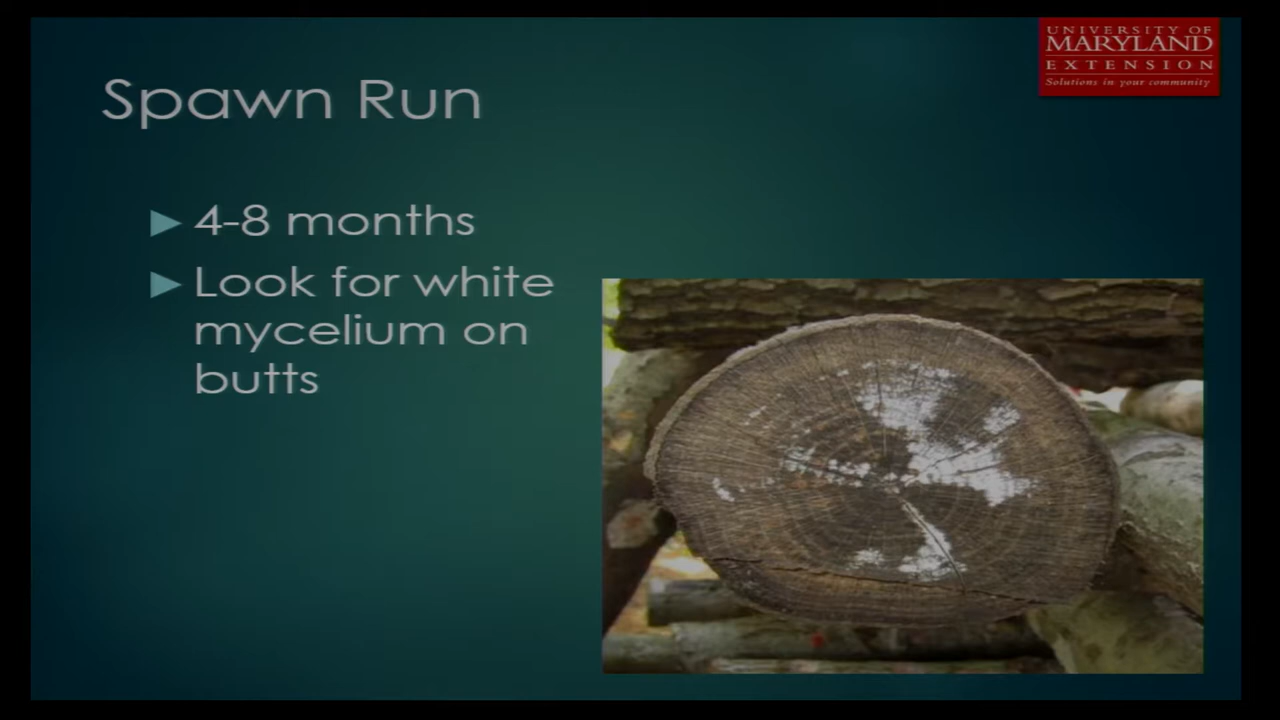 UNIVERSITY OF
MARYLAND
EXTENSION
Solutions in your community
Spawn Run
4-8 months
Look for white
mycelium on
butts